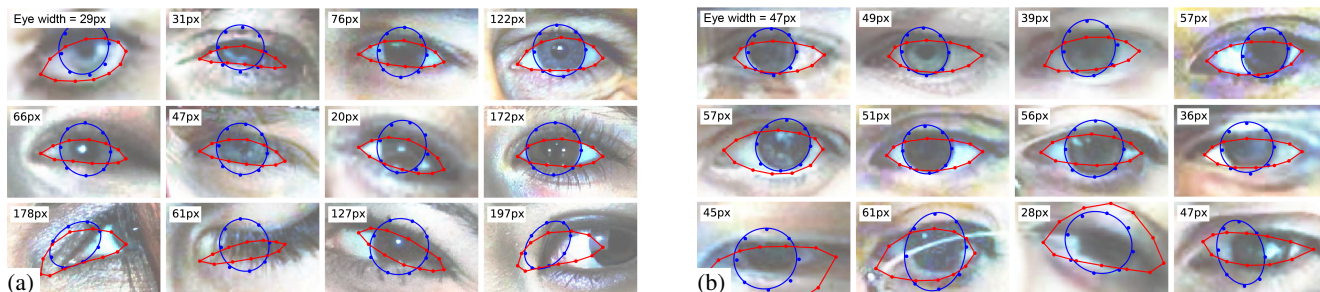 Eye width = 29px
31px
76px
122px
66px
47px
20px
172px
178px
61px
127px
197px
(a)
Eye width = 47px
49px
39px
57px
57px
51px
56px
36px
45px
61px
28px
47px
(b)